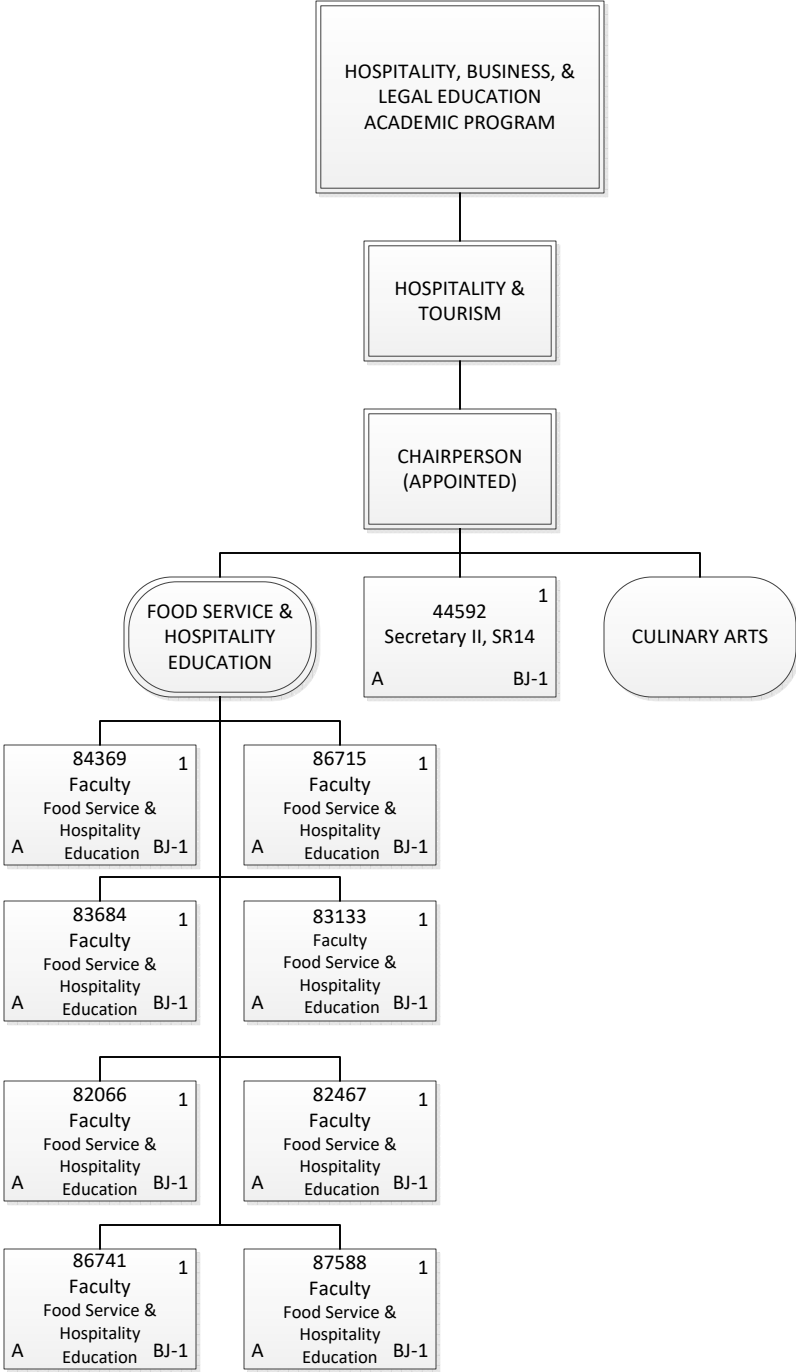 HOSPITALITY, BUSINESS, &
LEGAL EDUCATION
ACADEMIC PROGRAM
HOSPITALITY &
TOURISM
CHAIRPERSON
(APPOINTED)
FOOD SERVICE &
HOSPITALITY
EDUCATION
1
44592
Secretary II, SR14
A BJ-1
CULINARY ARTS
84369 1
Faculty
Food Service &
Hospitality
A Education BJ-1
86715 1
Faculty
Food Service &
Hospitality
A Education BJ-1
83684 1
Faculty
Food Service &
Hospitality
A Education BJ-1
83133 1
Faculty
Food Service &
Hospitality
A Education BJ-1
82066 1
Faculty
Food Service &
Hospitality
A Education BJ-1
82467 1
Faculty
Food Service &
Hospitality
A Education BJ-1
86741 1
Faculty
Food Service &
Hospitality
A Education BJ-1
87588 1
Faculty
Food Service &
Hospitality
A Education BJ-1